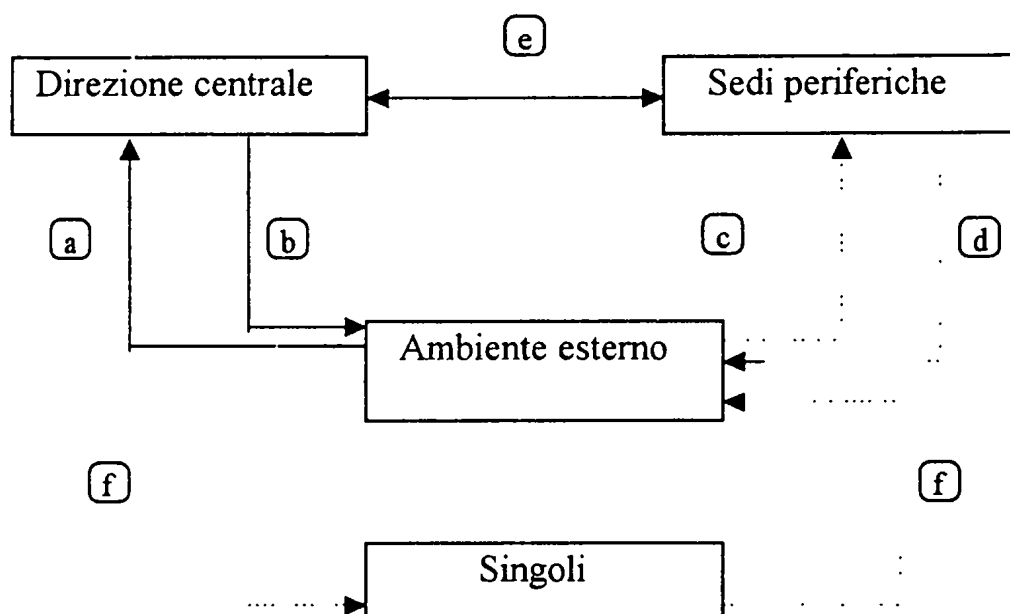 e
Direzione centrale
Sedi periferiche
a
b
c
d
Ambiente esterno
f
f
Singoli